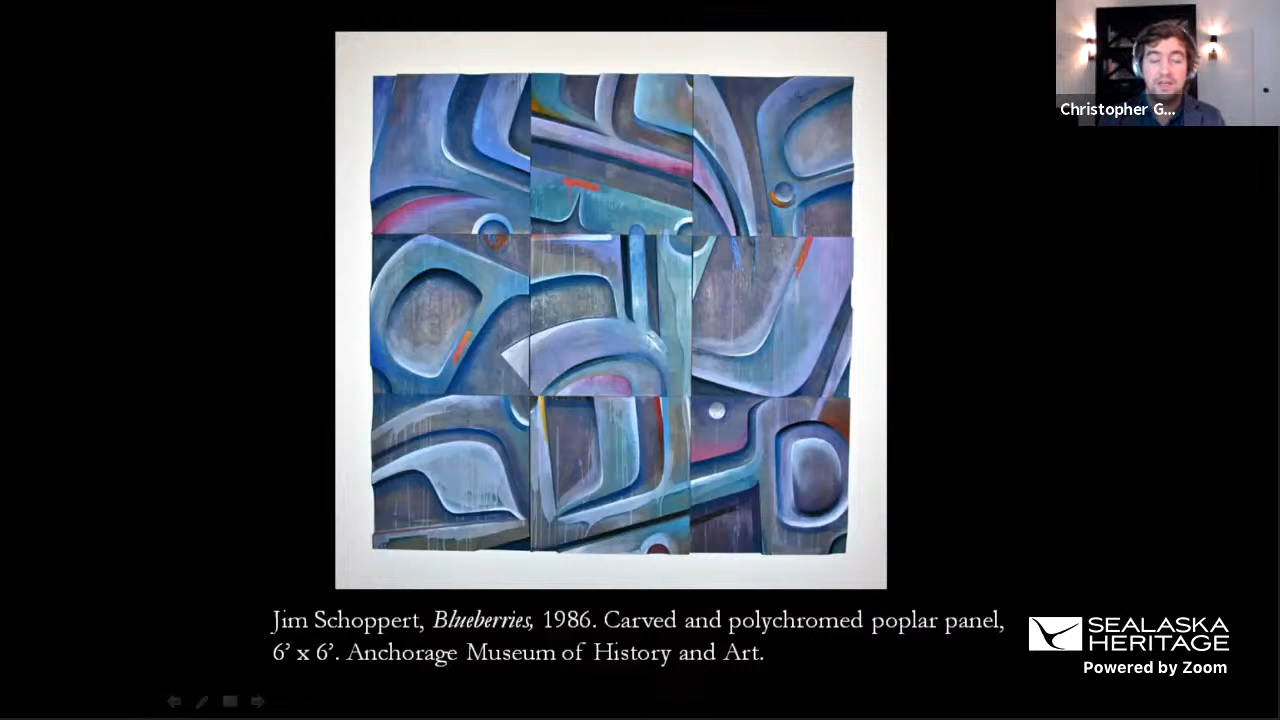 Christopher G...
Jim Schoppert, Blueberries, 1986. Carved and polychromed poplar panel,
6' x 6'. Anchorage Museum of History and Art.
SEALASKA
HERITAGE
Powered by Zoom